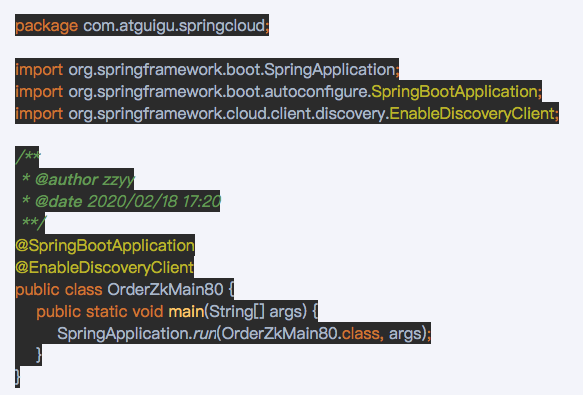 package com.atguigu.springcloud;
import org.springframework.boot.SpringApplication;
import org.springframework.boot.autoconfigure.SpringBootApplication;
import org.springframework.cloud.client.discovery.EnableDiscoveryClient;
/**
 * @author zzyy
 * @date 2020/02/18 17:20
 **/
@SpringBootApplication
@EnableDiscoveryClient
public class OrderZkMain80 {
    public static void main(String[] args) {
        SpringApplication.run(OrderZkMain80.class, args);
    }
}